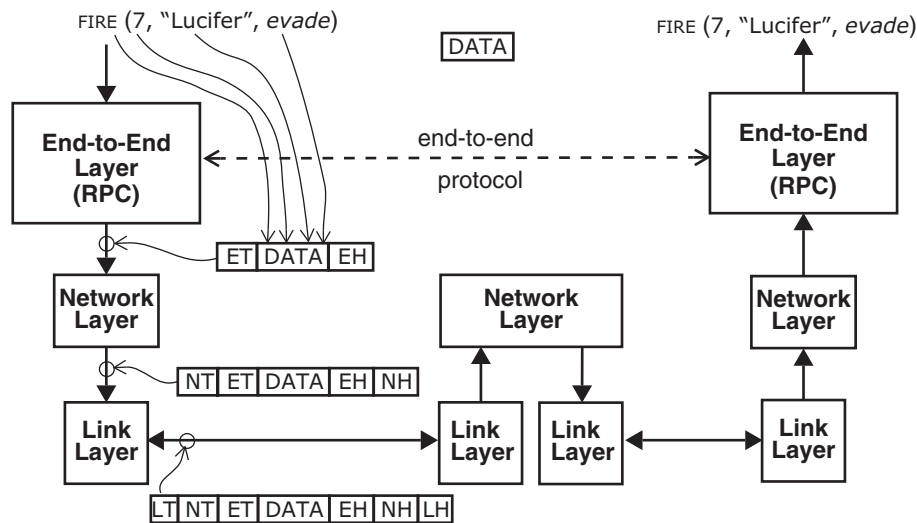 FIRE (7, “Lucifer”, evade)
FIRE (7, “Lucifer”, evade)
DATA
End-to-End
Layer
(RPC)
end-to-end
protocol
End-to-End
Layer
(RPC)
ET DATA EH
Network
Layer
Network
Layer
Network
Layer
NT ET DATA EH NH
Link
Layer
Link
Layer
Link
Layer
Link
Layer
LT NT ET DATA EH NH LH